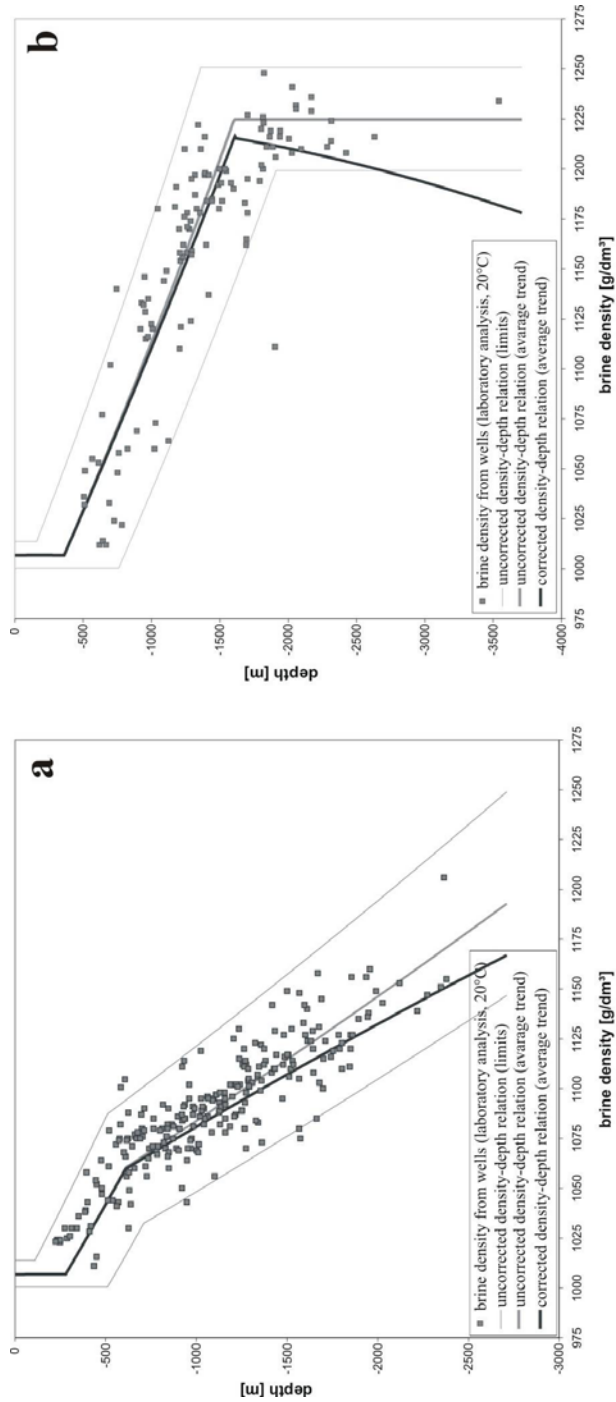 a
depth [m]
0
-500
-1000
-1500
-2000
-2500
-3000
brine density from wells (laboratory analysis, 20°C)
uncorrected density-depth relation (limits)
uncorrected density-depth relation (avarage trend)
corrected density-depth relation (average trend)
975 1000 1025 1050 1075 1100 1125 1150 1175 1200 1225 1250 1275
brine density [g/dm³]
b
depth [m]
0
-500
-1000
-1500
-2000
-2500
-3000
-3500
-4000
brine density from wells (laboratory analysis, 20°C)
uncorrected density-depth relation (limits)
uncorrected density-depth relation (avarage trend)
corrected density-depth relation (average trend)
975 1000 1025 1050 1075 1100 1125 1150 1175 1200 1225 1250 1275
brine density [g/dm³]